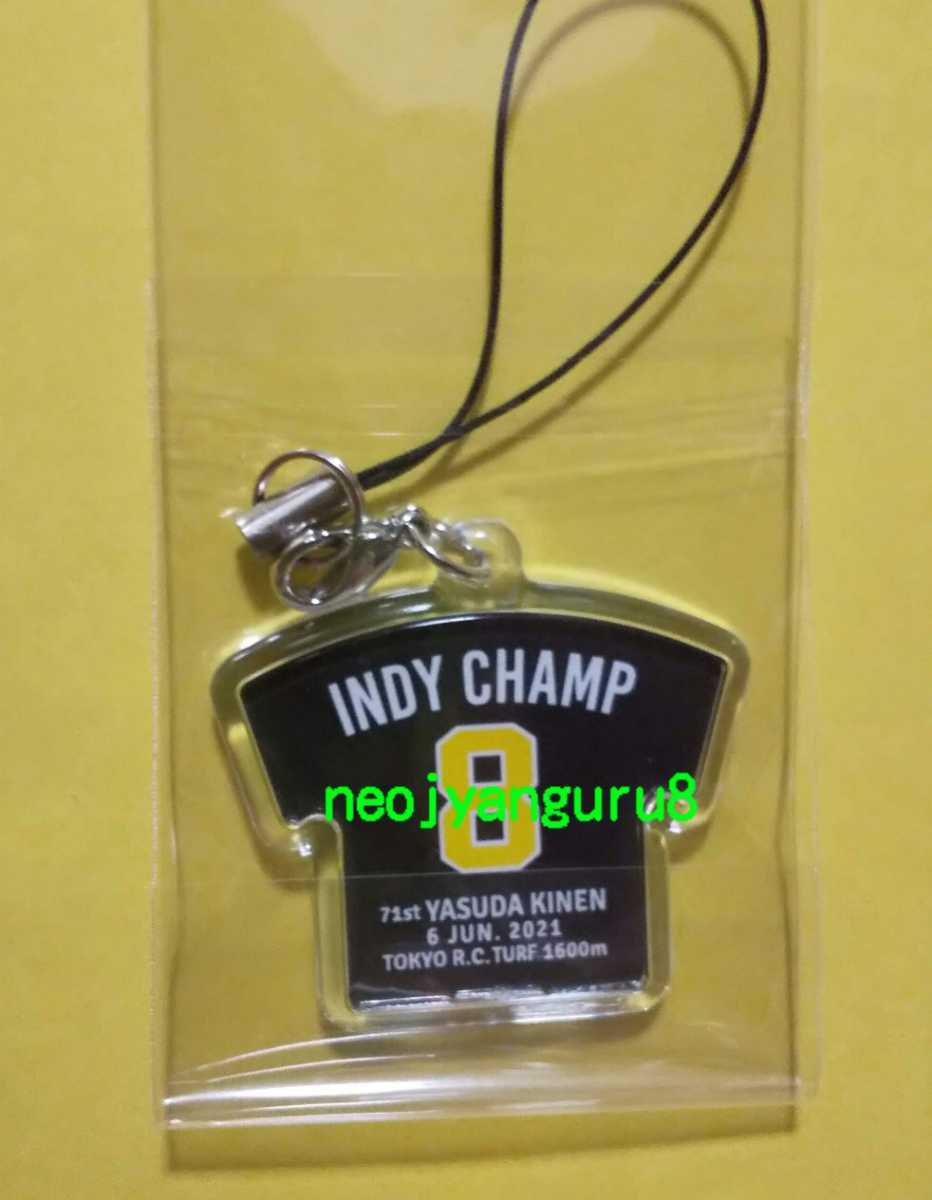 INDY CHAMP
8
neojyanguru8
71st YASUDA KINEN
6 JUN. 2021
TOKYO R.C. TURF 1600m